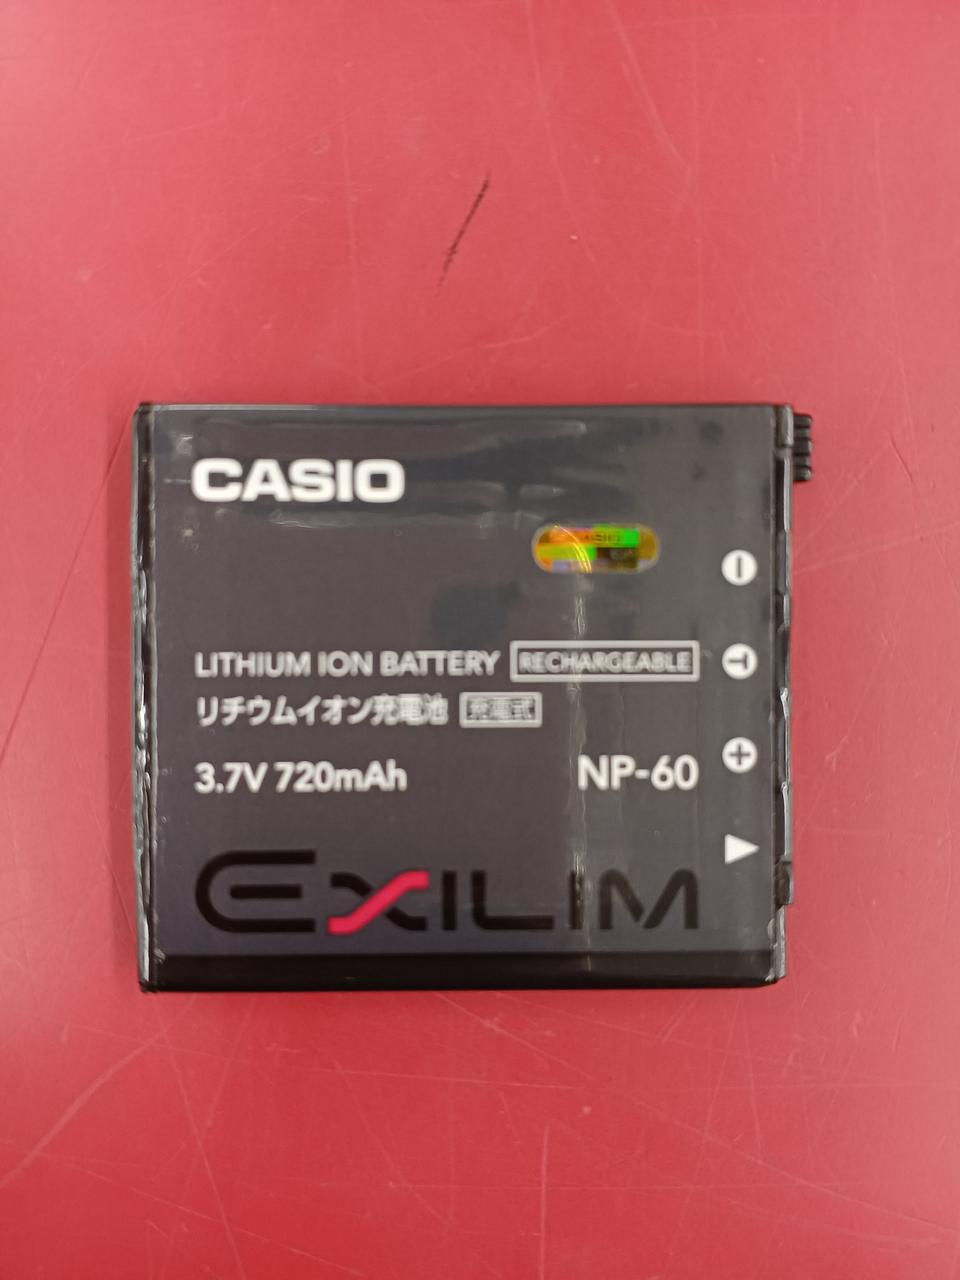 CASIO
LITHIUM ION BATTERY RECHARGEABLE
リチウムイオン充電池 充電式
3.7V 720mAh NP-60
EXILIM